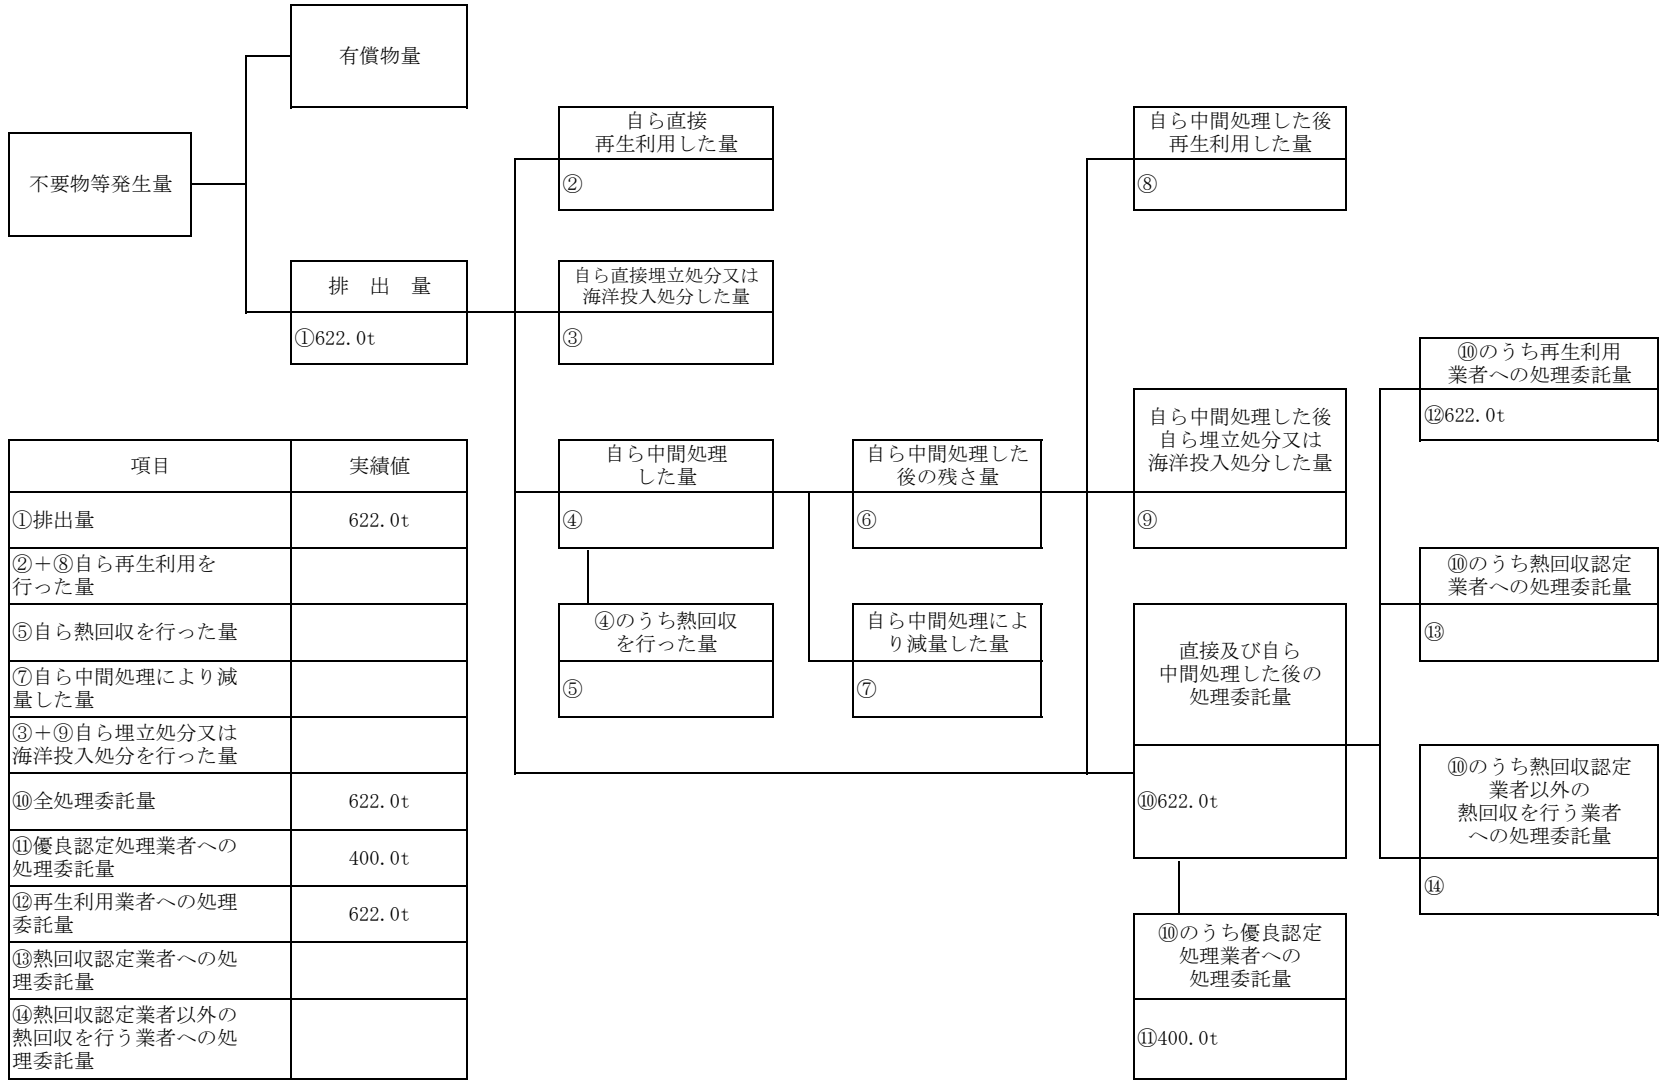 有償物量
不要物等発生量
排　出　量
①622.0t
自ら直接
再生利用した量
②
自ら直接埋立処分又は
海洋投入処分した量
③
自ら中間処理
した量
④
④のうち熱回収
を行った量
⑤
自ら中間処理した
後の残さ量
⑥
自ら中間処理によ
り減量した量
⑦
自ら中間処理した後
再生利用した量
⑧
自ら中間処理した後
自ら埋立処分又は
海洋投入処分した量
⑨
直接及び自ら
中間処理した後の
処理委託量
⑩622.0t
⑩のうち優良認定
処理業者への
処理委託量
⑪400.0t
⑩のうち再生利用
業者への処理委託量
⑫622.0t
⑩のうち熱回収認定
業者への処理委託量
⑬
⑩のうち熱回収認定
業者以外の
熱回収を行う業者
への処理委託量
⑭
項目 実績値
①排出量 622.0t
②＋⑧自ら再生利用を
行った量
⑤自ら熱回収を行った量
⑦自ら中間処理により減
量した量
③＋⑨自ら埋立処分又は
海洋投入処分を行った量
⑩全処理委託量 622.0t
⑪優良認定処理業者への
処理委託量 400.0t
⑫再生利用業者への処理
委託量 622.0t
⑬熱回収認定業者への処
理委託量
⑭熱回収認定業者以外の
熱回収を行う業者への処
理委託量